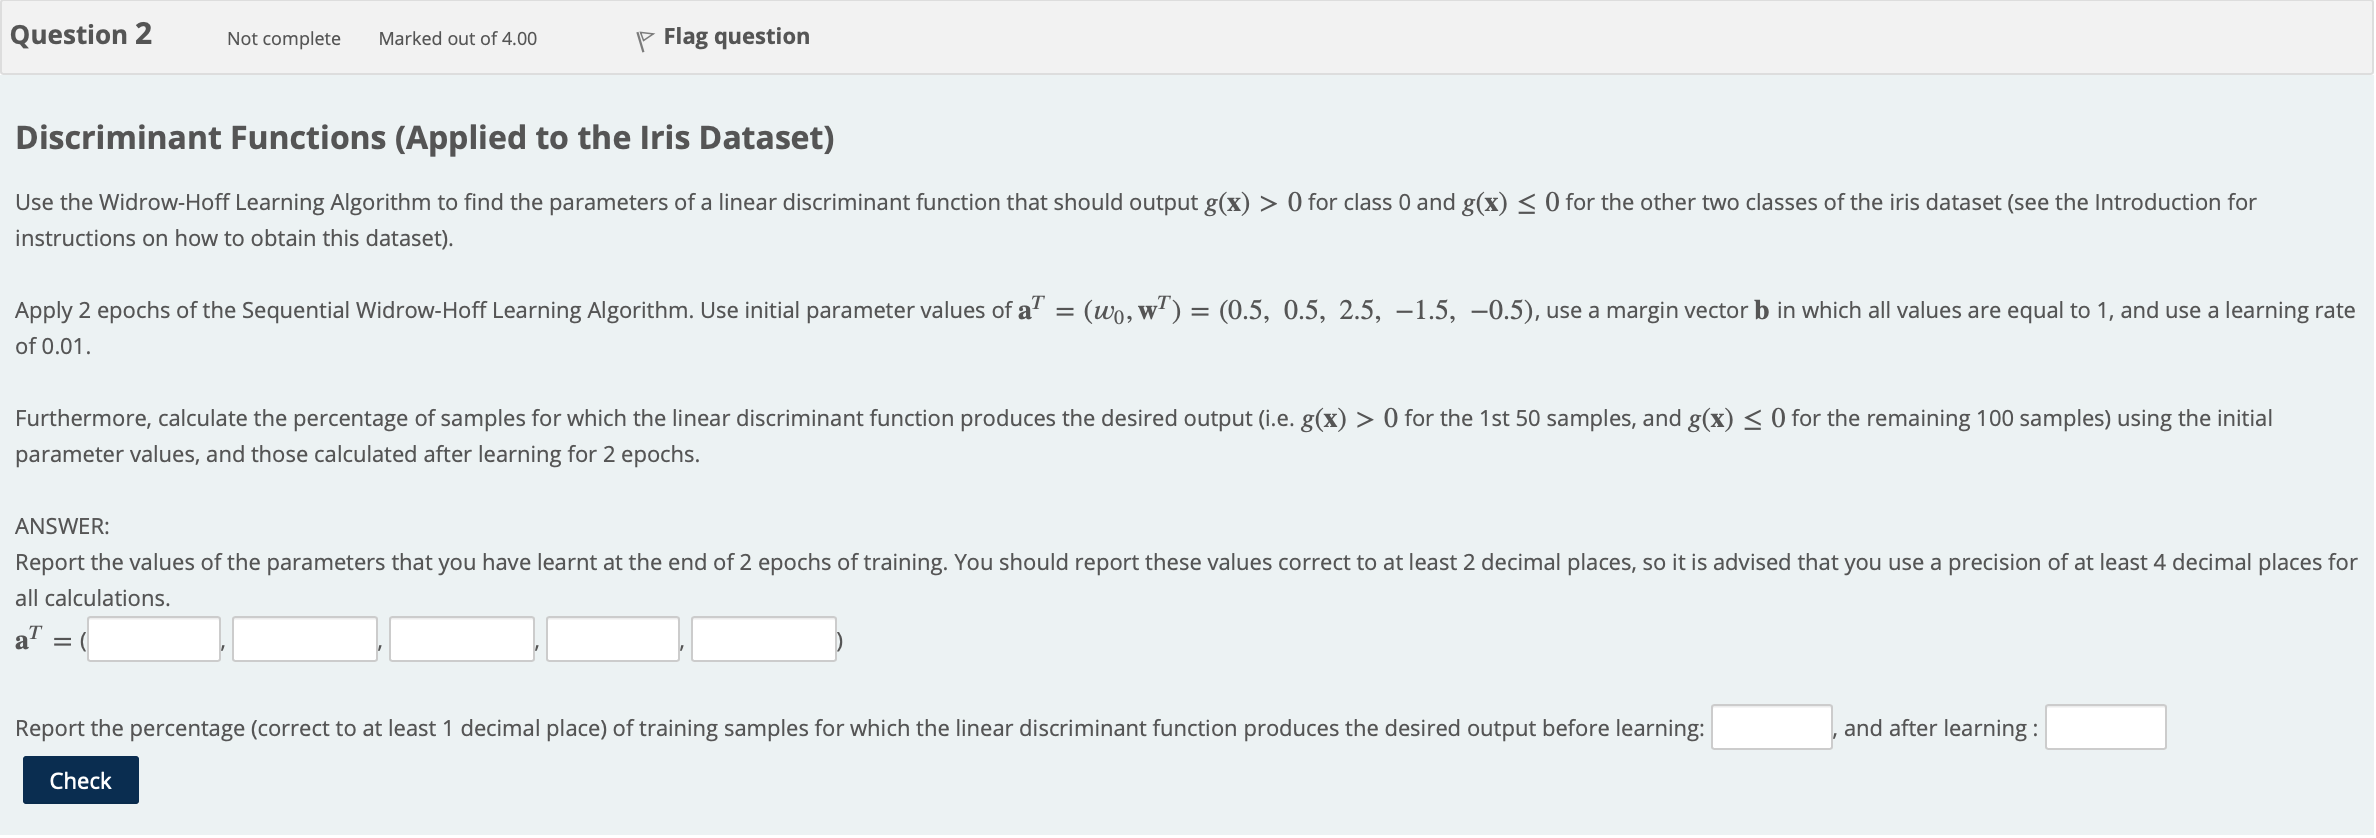 Question 2 Not complete Marked out of 4.00 Flag question
Discriminant Functions (Applied to the Iris Dataset)
Use the Widrow-Hoff Learning Algorithm to find the parameters of a linear discriminant function that should output g(x) > 0 for class 0 and g(x) ≤ 0 for the other two classes of the iris dataset (see the Introduction for
instructions on how to obtain this dataset).
Apply 2 epochs of the Sequential Widrow-Hoff Learning Algorithm. Use initial parameter values of aᵀ = (w₀, wᵀ) = (0.5, 0.5, 2.5, −1.5, −0.5), use a margin vector b in which all values are equal to 1, and use a learning rate
of 0.01.
Furthermore, calculate the percentage of samples for which the linear discriminant function produces the desired output (i.e. g(x) > 0 for the 1st 50 samples, and g(x) ≤ 0 for the remaining 100 samples) using the initial
parameter values, and those calculated after learning for 2 epochs.
ANSWER:
Report the values of the parameters that you have learnt at the end of 2 epochs of training. You should report these values correct to at least 2 decimal places, so it is advised that you use a precision of at least 4 decimal places for
all calculations.
aᵀ = ( , , , , )
Report the percentage (correct to at least 1 decimal place) of training samples for which the linear discriminant function produces the desired output before learning: , and after learning :
Check